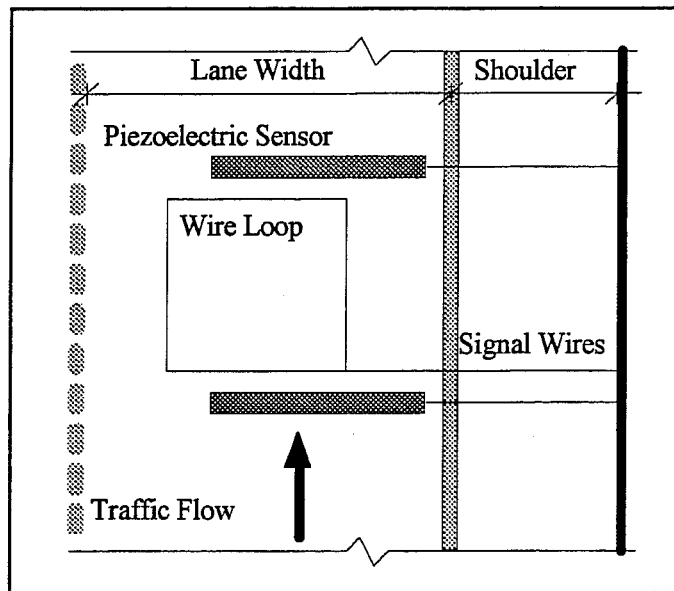 Lane Width
Shoulder
Piezoelectric Sensor
Wire Loop
Signal Wires
Traffic Flow